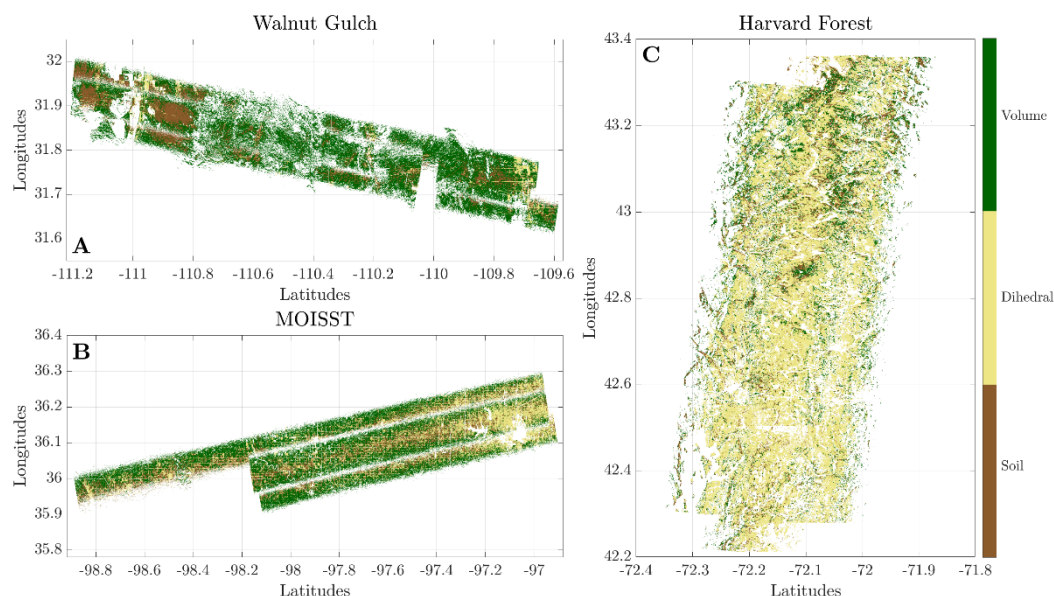 Walnut Gulch
32
31.9
31.8
31.7
31.6
Longitudes
A
-111.2 -111 -110.8 -110.6 -110.4 -110.2 -110 -109.8 -109.6
Latitudes
MOISST
36.4
36.3
36.2
36.1
36
35.9
35.8
Longitudes
B
-98.8 -98.6 -98.4 -98.2 -98 -97.8 -97.6 -97.4 -97.2 -97
Latitudes
Harvard Forest
43.4
43.2
43
42.8
42.6
42.4
42.2
Longitudes
C
-72.4 -72.3 -72.2 -72.1 -72 -71.9 -71.8
Latitudes
Volume
Dihedral
Soil